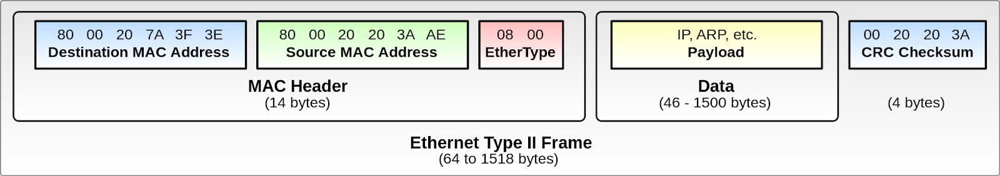 80 00 20 7A 3F 3E
Destination MAC Address
80 00 20 20 3A AE
Source MAC Address
08 00
EtherType
MAC Header
(14 bytes)
IP, ARP, etc.
Payload
Data
(46 - 1500 bytes)
00 20 20 3A
CRC Checksum
(4 bytes)
Ethernet Type II Frame
(64 to 1518 bytes)